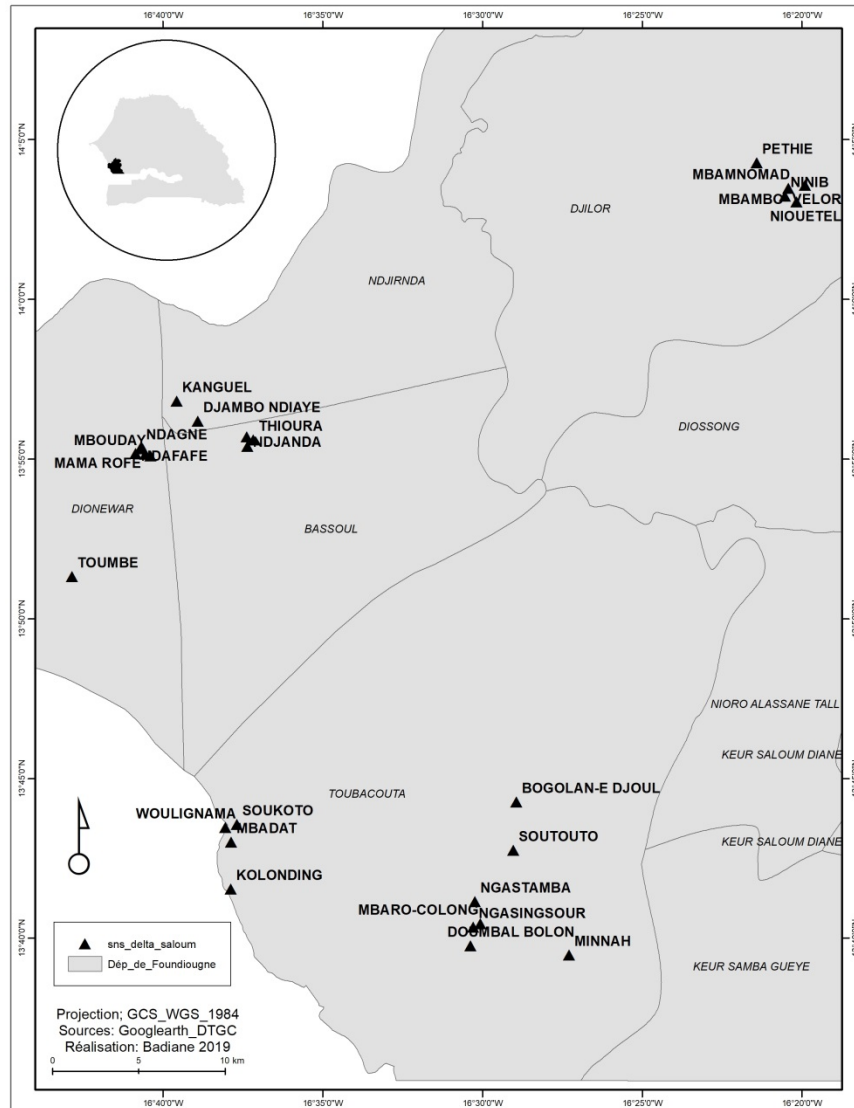 16°40'0"W 16°35'0"W 16°30'0"W 16°25'0"W 16°20'0"W
14°5'0"N
PETHIE
MBAMNOMAD
NINIB
MBAMBO VELOR
NIOUETEL
DJILOR
NDJIRNDA
14°0'0"N
KANGUEL
DJAMBO NDIAYE
THIOURA
NDJANDA
DIOSSONG
MBOUDAY
NDAGNE
MAMA ROFE
NDAFAFE
13°55'0"N
DIONEWAR
BASSOUL
TOUMBE
13°50'0"N
NIORO ALASSANE TALL
KEUR SALOUM DIANE
13°45'0"N
TOUBACOUTA
BOGOLAN-E DJOUL
WOULIGNAMA
SOUKOTO
MBADAT
SOUTOUTO
KEUR SALOUM DIANE
KOLONDING
NGASTAMBA
MBARO-COLONG
NGASINGSOUR
DOUMBAL BOLON
MINNAH
13°40'0"N
KEUR SAMBA GUEYE
sns_delta_saloum
Dép_de_Foundiougne
Projection; GCS_WGS_1984
Sources: Googlearth_DTGC
Réalisation: Badiane 2019
0 5 10 km
16°40'0"W 16°35'0"W 16°30'0"W 16°25'0"W 16°20'0"W